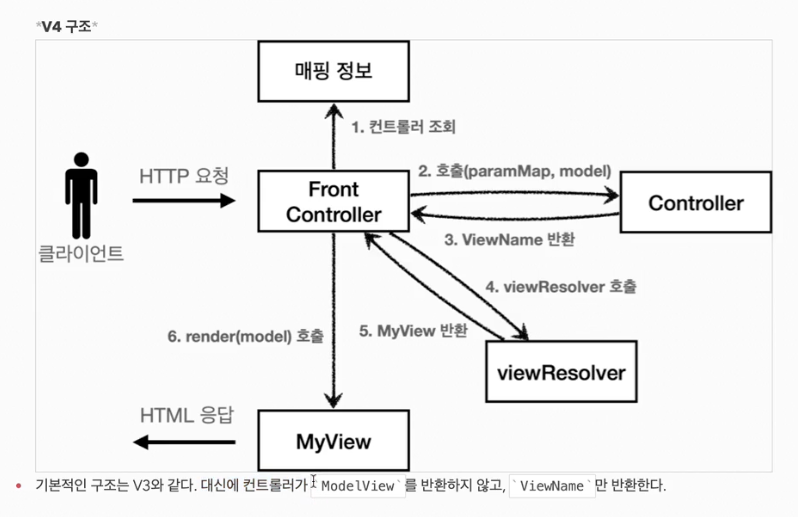 *V4 구조*
매핑 정보
1. 컨트롤러 조회
HTTP 요청
2. 호출(paramMap, model)
Front
Controller
Controller
클라이언트
3. ViewName 반환
4. viewResolver 호출
5. MyView 반환
6. render(model) 호출
viewResolver
HTML 응답
MyView
기본적인 구조는 V3와 같다. 대신에 컨트롤러가 `ModelView`를 반환하지 않고, `ViewName`만 반환한다.